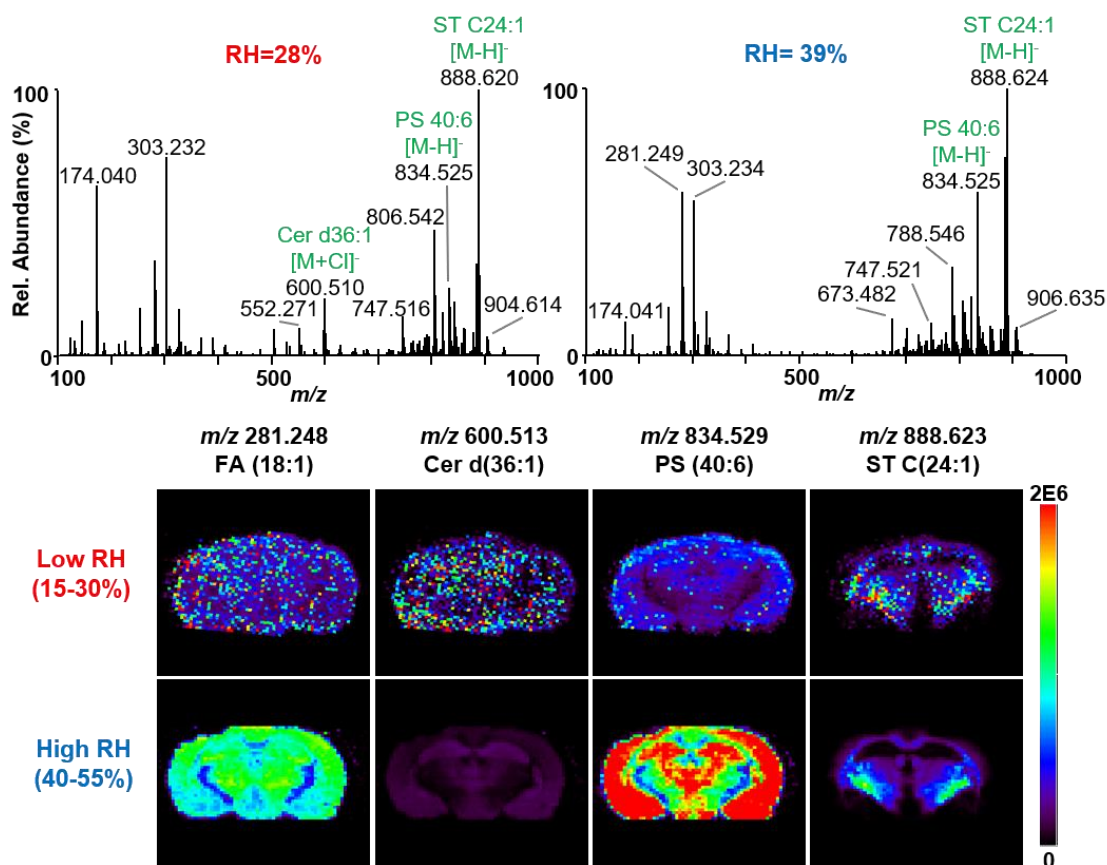 RH=28%
ST C24:1
[M-H]-
888.620
PS 40:6
[M-H]-
834.525
303.232
174.040
806.542
Cer d36:1
[M+Cl]-
600.510
552.271
747.516
904.614
Rel. Abundance (%)
100
0
100
500
1000
m/z
RH= 39%
ST C24:1
[M-H]-
888.624
PS 40:6
[M-H]-
834.525
281.249
303.234
788.546
747.521
673.482
174.041
906.635
100
0
100
500
1000
m/z
m/z 281.248
FA (18:1)
m/z 600.513
Cer d(36:1)
m/z 834.529
PS (40:6)
m/z 888.623
ST C(24:1)
2E6
Low RH
(15-30%)
High RH
(40-55%)
0